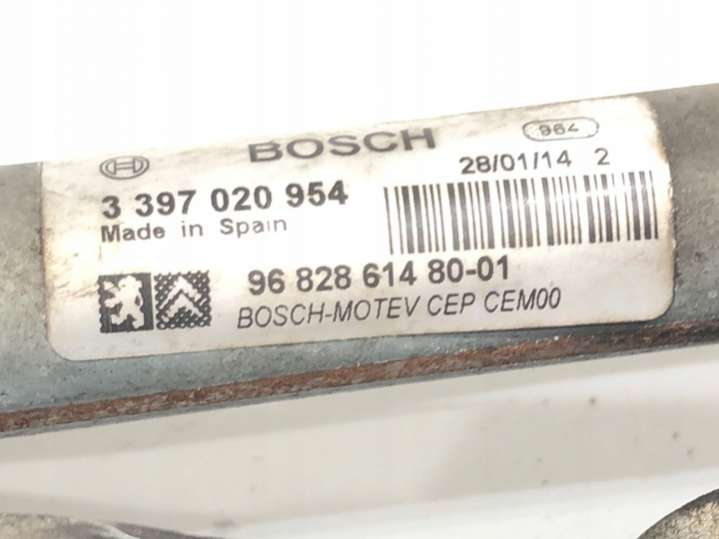 BOSCH
964
28/01/14 2
3 397 020 954
Made in Spain
96 828 614 80-01
BOSCH-MOTEV CEP CEM00